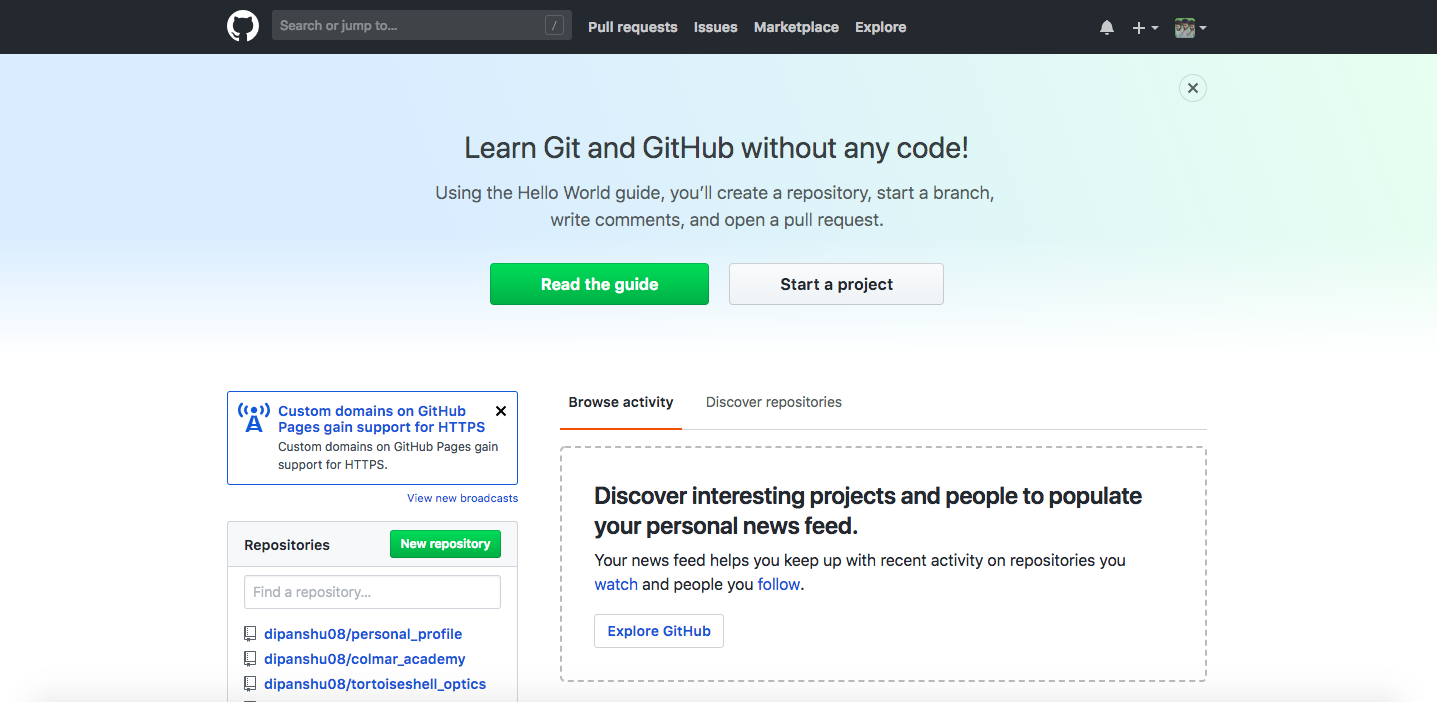 Search or jump to... /
Pull requests Issues Marketplace Explore
Learn Git and GitHub without any code!
Using the Hello World guide, you’ll create a repository, start a branch,
write comments, and open a pull request.
Read the guide
Start a project
Custom domains on GitHub
Pages gain support for HTTPS
Custom domains on GitHub Pages gain
support for HTTPS.
View new broadcasts
Repositories
New repository
Find a repository...
dipanshu08/personal_profile
dipanshu08/colmar_academy
dipanshu08/tortoiseshell_optics
Browse activity
Discover repositories
Discover interesting projects and people to populate
your personal news feed.
Your news feed helps you keep up with recent activity on repositories you
watch and people you follow.
Explore GitHub